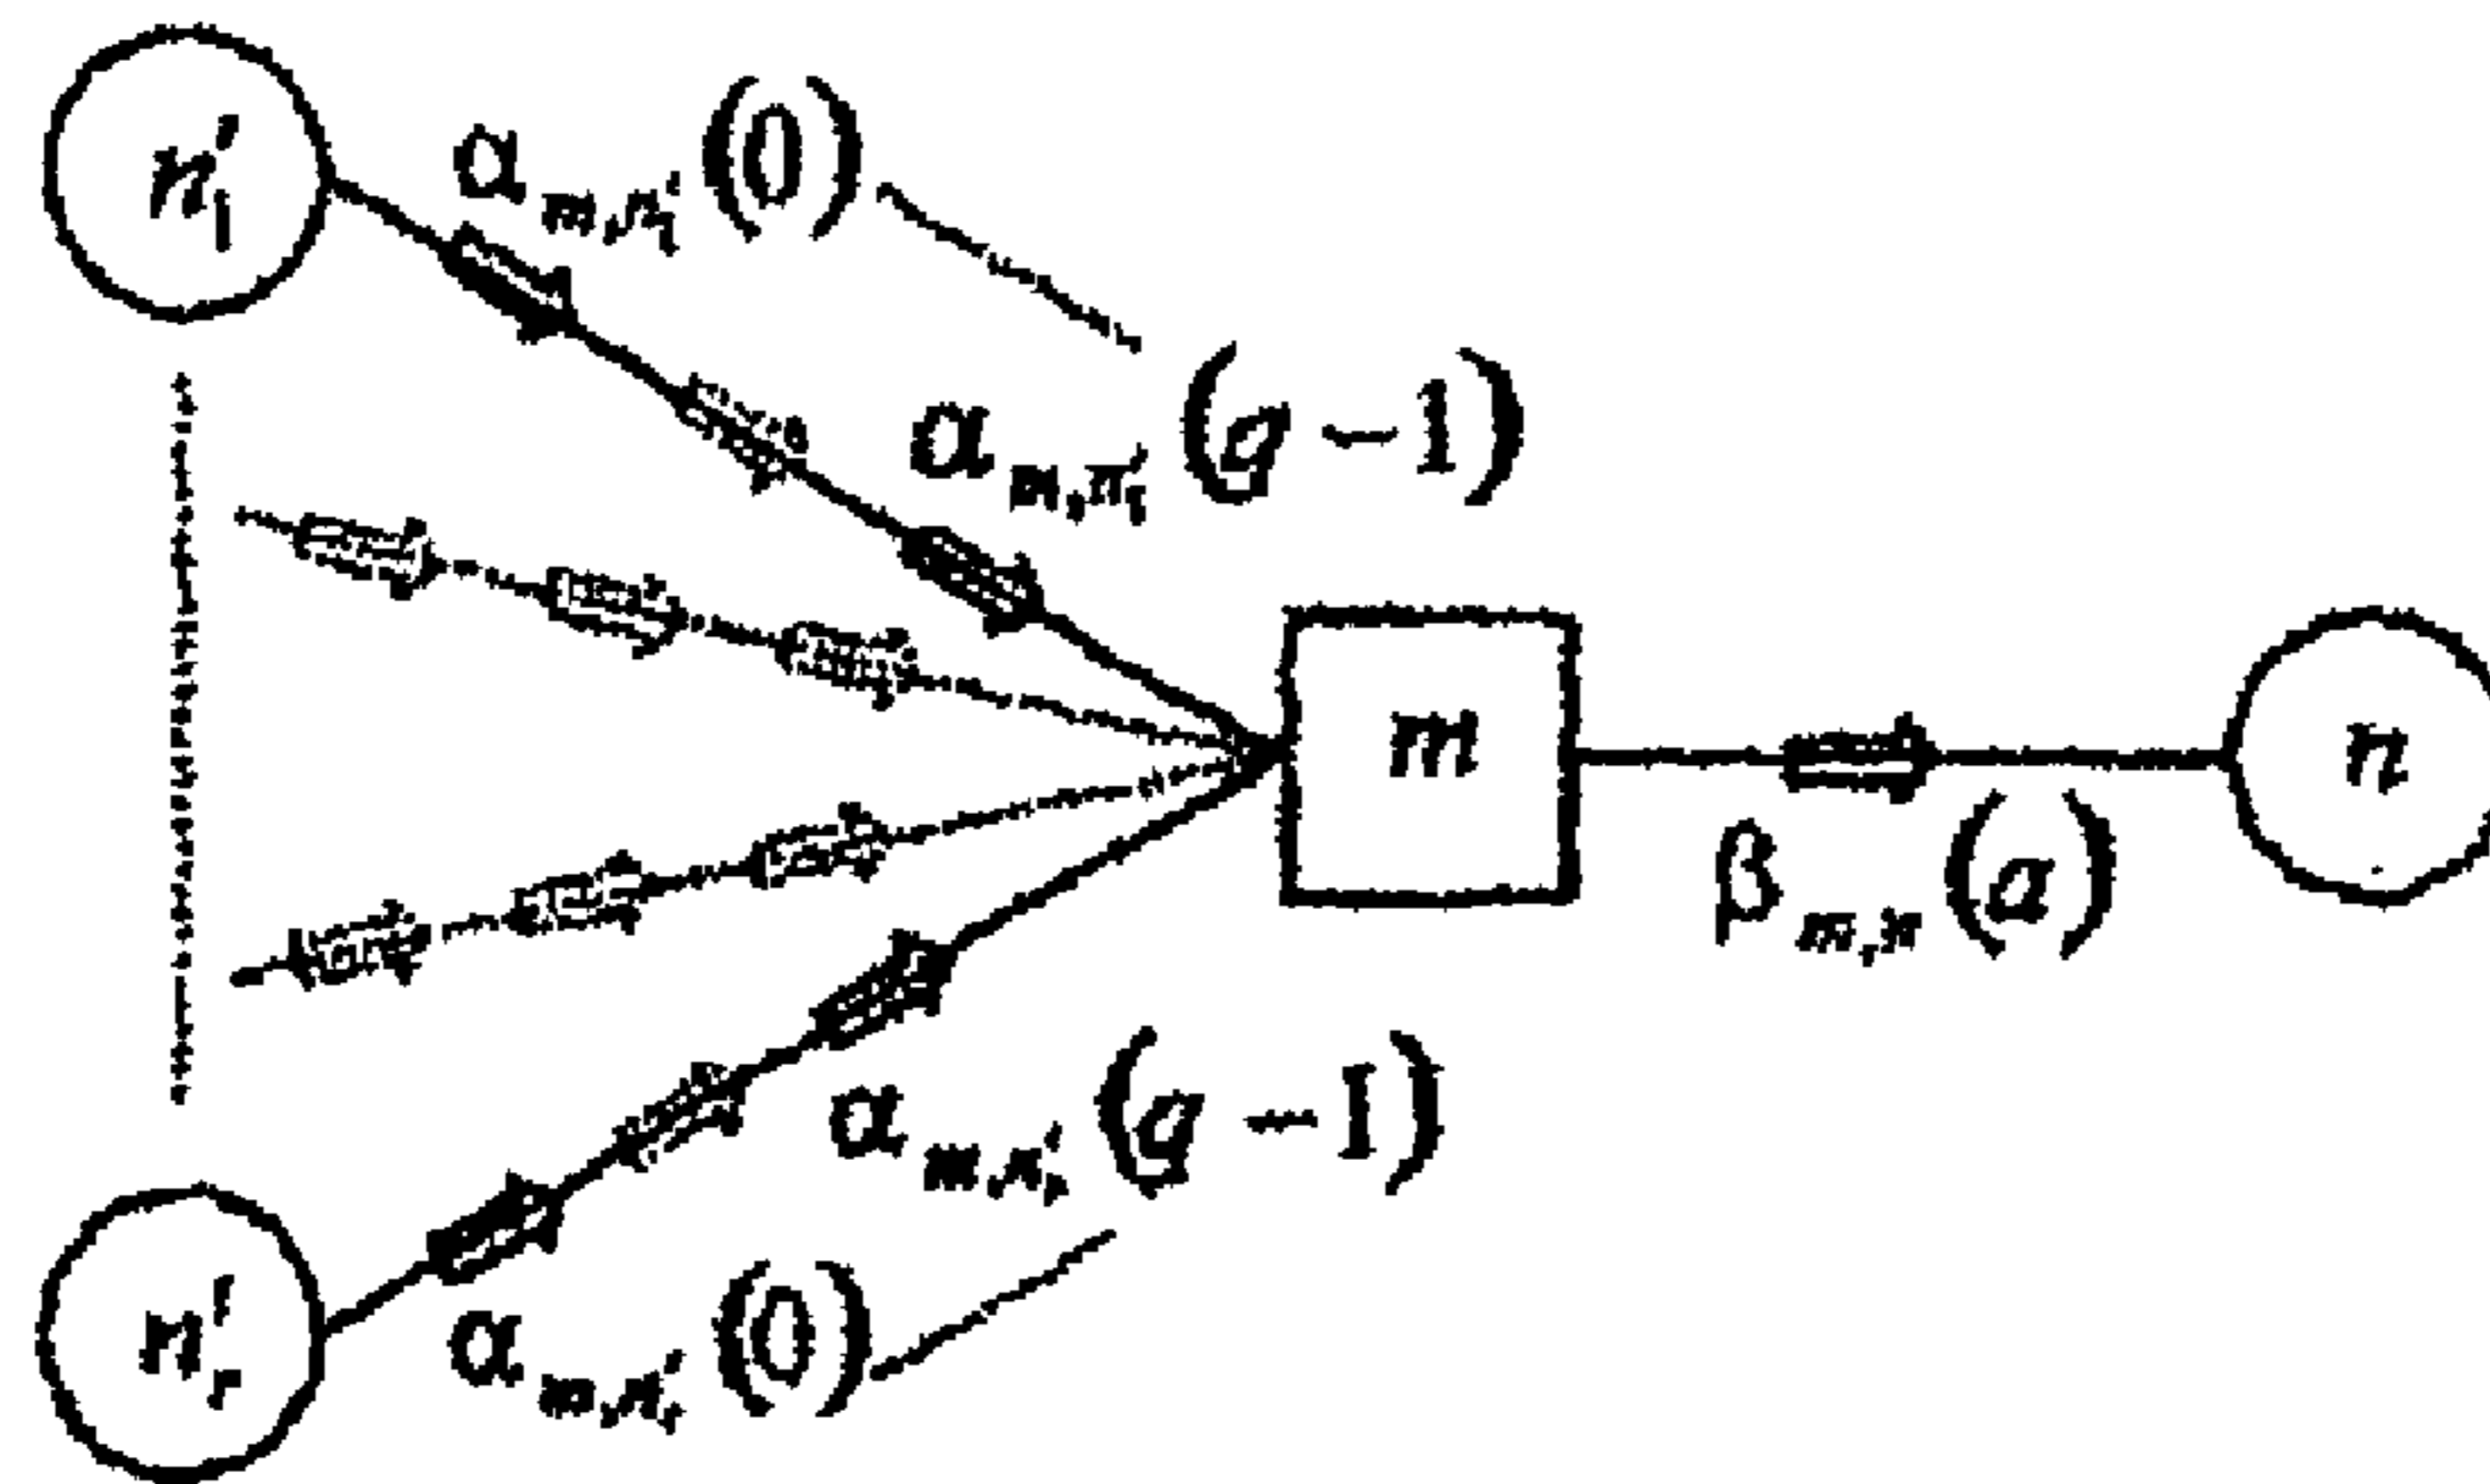 n′₁
α m,n′₁ (0)
α m,n′₁ (q−1)
m
n
β m,n (a)
α m,n′ᵣ (q−1)
n′ᵣ
α m,n′ᵣ (0)